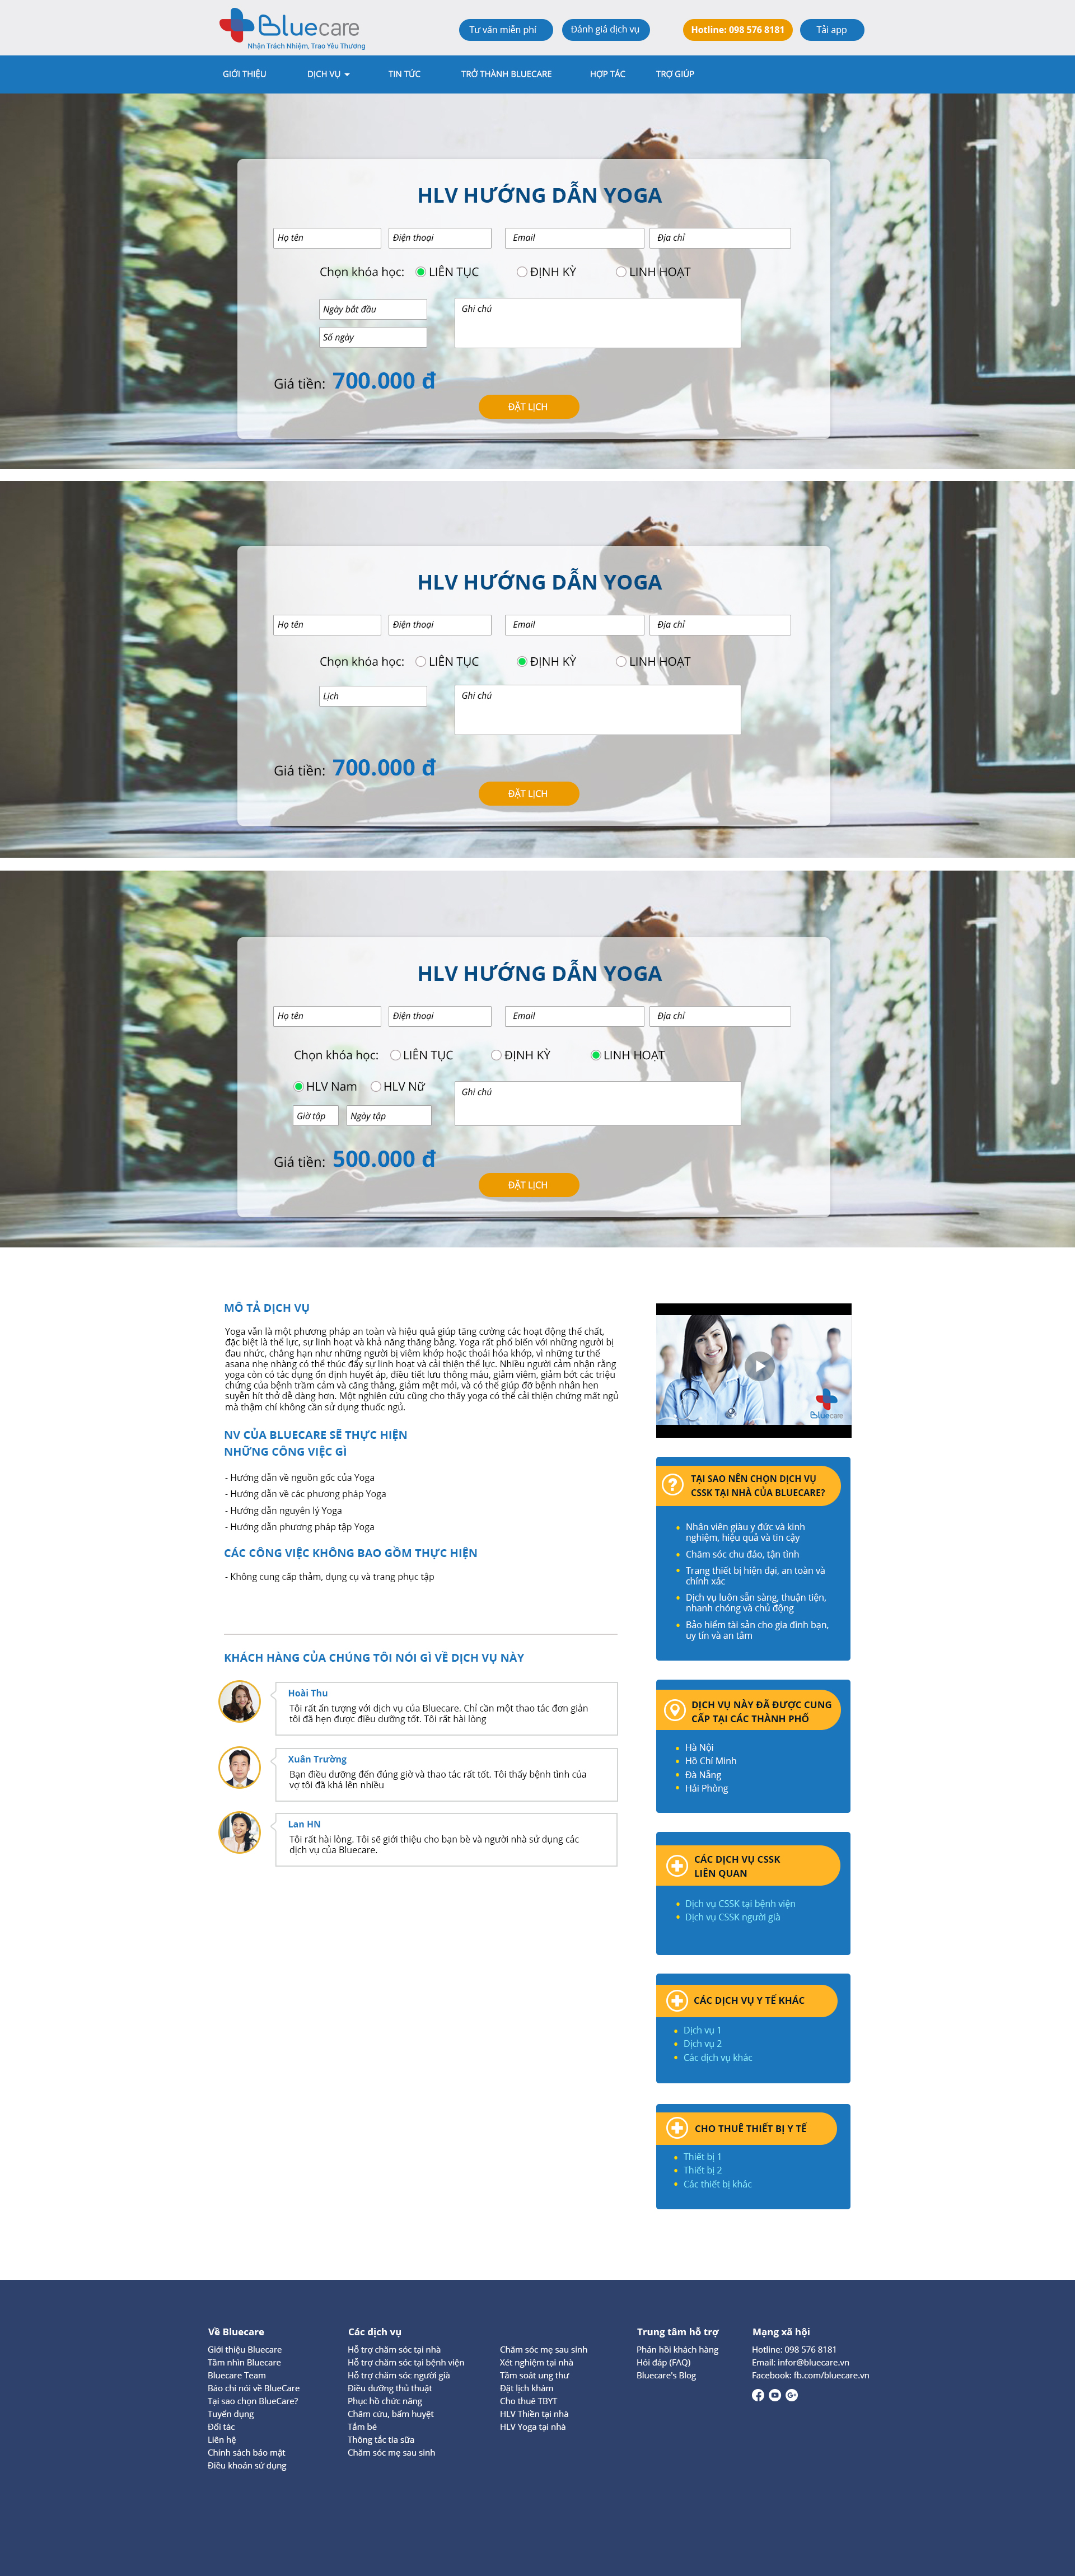 Bluecare
Nhận Trách Nhiệm, Trao Yêu Thương
Tư vấn miễn phí
Đánh giá dịch vụ
Hotline: 098 576 8181
Tải app
GIỚI THIỆU
DỊCH VỤ
TIN TỨC
TRỞ THÀNH BLUECARE
HỢP TÁC
TRỢ GIÚP
HLV HƯỚNG DẪN YOGA
Họ tên
Điện thoại
Email
Địa chỉ
Chọn khóa học:
LIÊN TỤC
ĐỊNH KỲ
LINH HOẠT
Ngày bắt đầu
Ghi chú
Số ngày
Giá tiền: 700.000 đ
ĐẶT LỊCH
HLV HƯỚNG DẪN YOGA
Họ tên
Điện thoại
Email
Địa chỉ
Chọn khóa học:
LIÊN TỤC
ĐỊNH KỲ
LINH HOẠT
Lịch
Ghi chú
Giá tiền: 700.000 đ
ĐẶT LỊCH
HLV HƯỚNG DẪN YOGA
Họ tên
Điện thoại
Email
Địa chỉ
Chọn khóa học:
LIÊN TỤC
ĐỊNH KỲ
LINH HOẠT
HLV Nam
HLV Nữ
Ghi chú
Giờ tập
Ngày tập
Giá tiền: 500.000 đ
ĐẶT LỊCH
MÔ TẢ DỊCH VỤ
Yoga vẫn là một phương pháp an toàn và hiệu quả giúp tăng cường các hoạt động thể chất,
đặc biệt là thể lực, sự linh hoạt và khả năng thăng bằng. Yoga rất phổ biến với những người bị
đau nhức, chẳng hạn như những người bị viêm khớp hoặc thoái hóa khớp, vì những tư thế
asana nhẹ nhàng có thể thúc đẩy sự linh hoạt và cải thiện thể lực. Nhiều người cảm nhận rằng
yoga còn có tác dụng ổn định huyết áp, điều tiết lưu thông máu, giảm viêm, giảm bớt các triệu
chứng của bệnh trầm cảm và căng thẳng, giảm mệt mỏi, và có thể giúp đỡ bệnh nhân hen
suyễn hít thở dễ dàng hơn. Một nghiên cứu cũng cho thấy yoga có thể cải thiện chứng mất ngủ
mà thậm chí không cần sử dụng thuốc ngủ.
NV CỦA BLUECARE SẼ THỰC HIỆN
NHỮNG CÔNG VIỆC GÌ
- Hướng dẫn về nguồn gốc của Yoga
- Hướng dẫn về các phương pháp Yoga
- Hướng dẫn nguyên lý Yoga
- Hướng dẫn phương pháp tập Yoga
CÁC CÔNG VIỆC KHÔNG BAO GỒM THỰC HIỆN
- Không cung cấp thảm, dụng cụ và trang phục tập
KHÁCH HÀNG CỦA CHÚNG TÔI NÓI GÌ VỀ DỊCH VỤ NÀY
Hoài Thu
Tôi rất ấn tượng với dịch vụ của Bluecare. Chỉ cần một thao tác đơn giản
tôi đã hẹn được điều dưỡng tốt. Tôi rất hài lòng
Xuân Trường
Bạn điều dưỡng đến đúng giờ và thao tác rất tốt. Tôi thấy bệnh tình của
vợ tôi đã khá lên nhiều
Lan HN
Tôi rất hài lòng. Tôi sẽ giới thiệu cho bạn bè và người nhà sử dụng các
dịch vụ của Bluecare.
Bluecare
TẠI SAO NÊN CHỌN DỊCH VỤ
CSSK TẠI NHÀ CỦA BLUECARE?
Nhân viên giàu y đức và kinh
nghiệm, hiệu quả và tin cậy
Chăm sóc chu đáo, tận tình
Trang thiết bị hiện đại, an toàn và
chính xác
Dịch vụ luôn sẵn sàng, thuận tiện,
nhanh chóng và chủ động
Bảo hiểm tài sản cho gia đình bạn,
uy tín và an tâm
DỊCH VỤ NÀY ĐÃ ĐƯỢC CUNG
CẤP TẠI CÁC THÀNH PHỐ
Hà Nội
Hồ Chí Minh
Đà Nẵng
Hải Phòng
CÁC DỊCH VỤ CSSK
LIÊN QUAN
Dịch vụ CSSK tại bệnh viện
Dịch vụ CSSK người già
CÁC DỊCH VỤ Y TẾ KHÁC
Dịch vụ 1
Dịch vụ 2
Các dịch vụ khác
CHO THUÊ THIẾT BỊ Y TẾ
Thiết bị 1
Thiết bị 2
Các thiết bị khác
Về Bluecare
Giới thiệu Bluecare
Tầm nhìn Bluecare
Bluecare Team
Báo chí nói về BlueCare
Tại sao chọn BlueCare?
Tuyển dụng
Đối tác
Liên hệ
Chính sách bảo mật
Điều khoản sử dụng
Các dịch vụ
Hỗ trợ chăm sóc tại nhà
Hỗ trợ chăm sóc tại bệnh viện
Hỗ trợ chăm sóc người già
Điều dưỡng thủ thuật
Phục hồi chức năng
Châm cứu, bấm huyệt
Tắm bé
Thông tắc tia sữa
Chăm sóc mẹ sau sinh
Chăm sóc mẹ sau sinh
Xét nghiệm tại nhà
Tầm soát ung thư
Đặt lịch khám
Cho thuê TBYT
HLV Thiền tại nhà
HLV Yoga tại nhà
Trung tâm hỗ trợ
Phản hồi khách hàng
Hỏi đáp (FAQ)
Bluecare's Blog
Mạng xã hội
Hotline: 098 576 8181
Email: infor@bluecare.vn
Facebook: fb.com/bluecare.vn